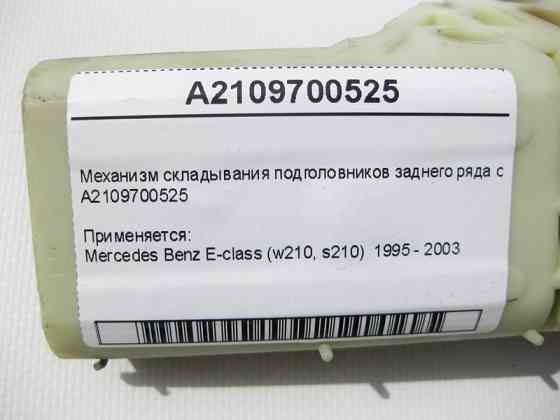 A2109700525
Механизм складывания подголовников заднего ряда с
A2109700525
Применяется:
Mercedes Benz E-class (w210, s210) 1995 - 2003